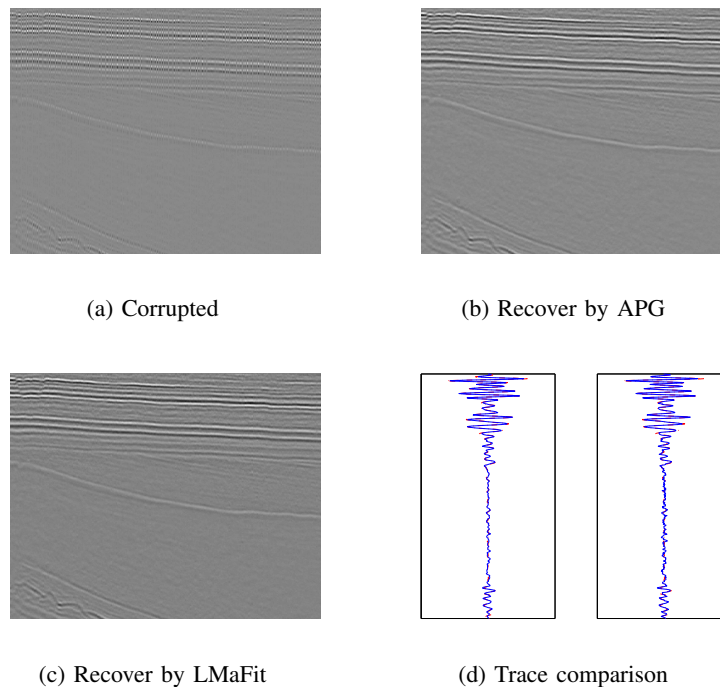 (a) Corrupted
(b) Recover by APG
(c) Recover by LMaFit
(d) Trace comparison